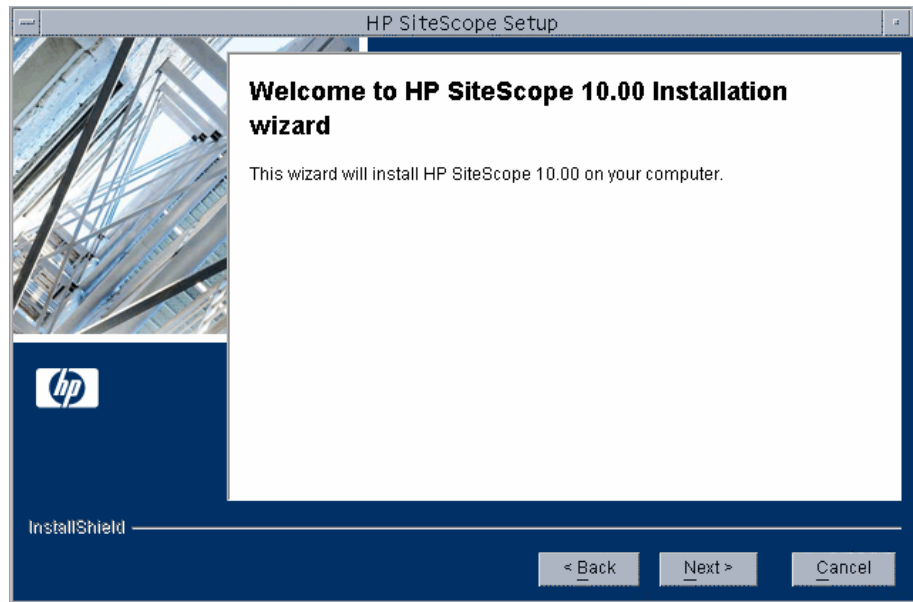 HP SiteScope Setup
Welcome to HP SiteScope 10.00 Installation
wizard
This wizard will install HP SiteScope 10.00 on your computer.
hp
InstallShield
< Back Next > Cancel